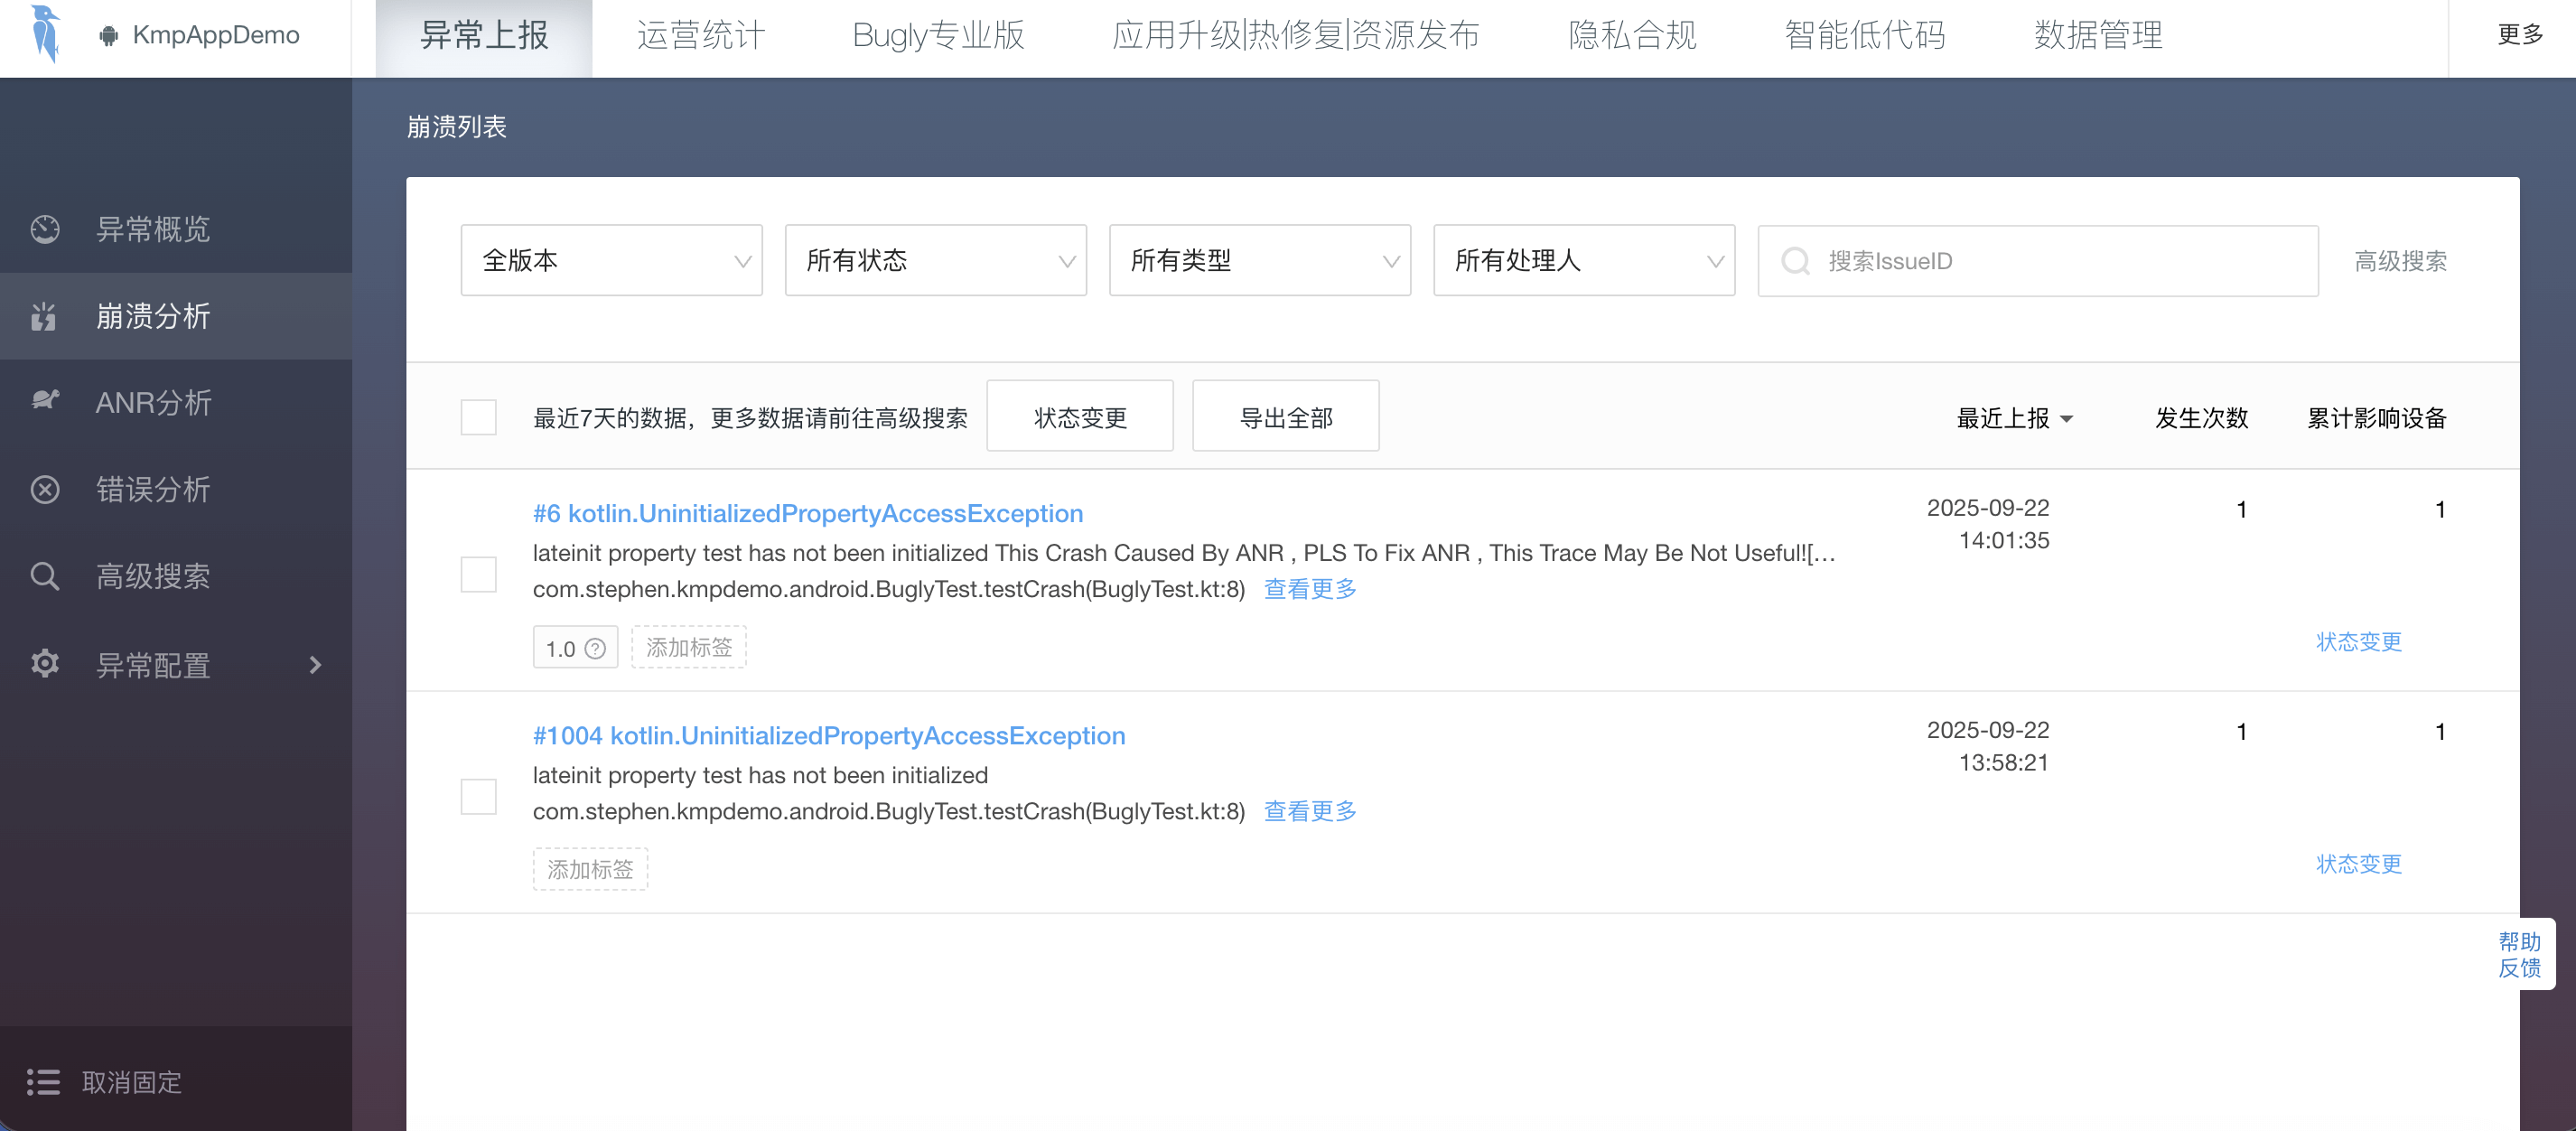 KmpAppDemo
异常上报
运营统计
Bugly专业版
应用升级|热修复|资源发布
隐私合规
智能低代码
数据管理
更多
异常概览
崩溃分析
ANR分析
错误分析
高级搜索
异常配置
取消固定
崩溃列表
全版本
所有状态
所有类型
所有处理人
搜索IssueID
高级搜索
最近7天的数据，更多数据请前往高级搜索
状态变更
导出全部
最近上报
发生次数
累计影响设备
#6 kotlin.UninitializedPropertyAccessException
2025-09-22
14:01:35
1
1
lateinit property test has not been initialized This Crash Caused By ANR , PLS To Fix ANR , This Trace May Be Not Useful![...
com.stephen.kmpdemo.android.BuglyTest.testCrash(BuglyTest.kt:8) 查看更多
1.0
添加标签
状态变更
#1004 kotlin.UninitializedPropertyAccessException
2025-09-22
13:58:21
1
1
lateinit property test has not been initialized
com.stephen.kmpdemo.android.BuglyTest.testCrash(BuglyTest.kt:8) 查看更多
添加标签
状态变更
帮助
反馈